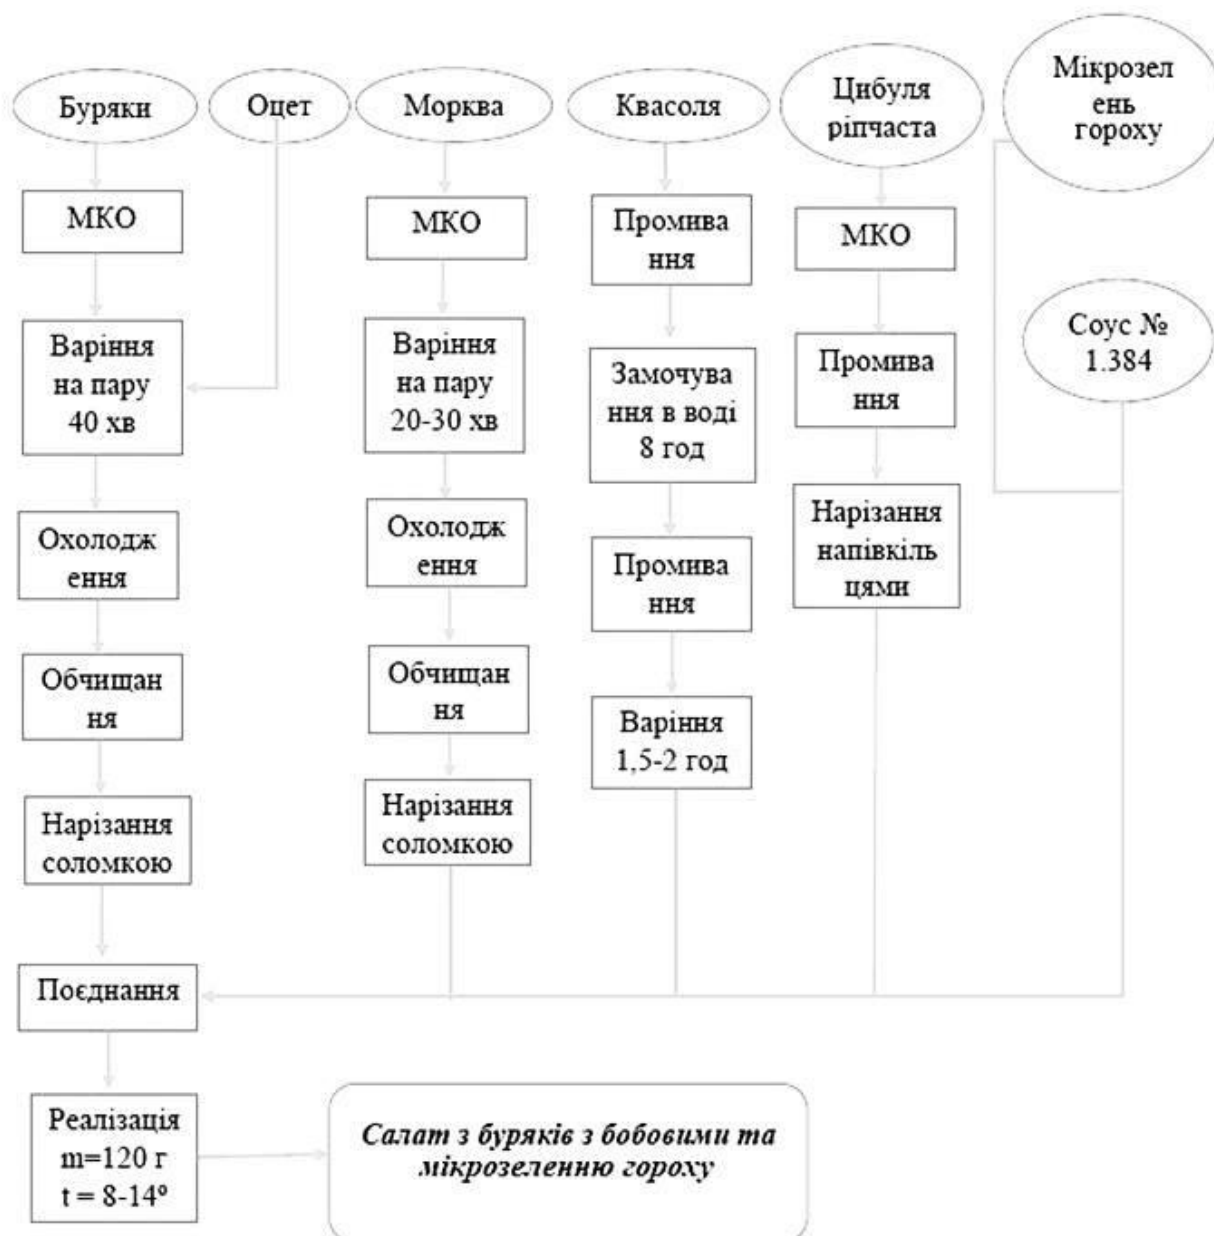 Буряки
Оцет
Морква
Квасоля
Цибуля
ріпчаста
Мікрозел
ень
гороху
МКО
МКО
Промива
ння
МКО
Соус №
1.384
Варіння
на пару
40 хв
Варіння
на пару
20-30 хв
Замочува
ння в воді
8 год
Промива
ння
Охолодж
ення
Охолодж
ення
Промива
ння
Нарізання
напівкіль
цями
Обчищан
ня
Обчищан
ня
Варіння
1,5-2 год
Нарізання
соломкою
Нарізання
соломкою
Поєднання
Реалізація
m=120 г
t = 8-14º
Салат з буряків з бобовими та
мікрозеленню гороху